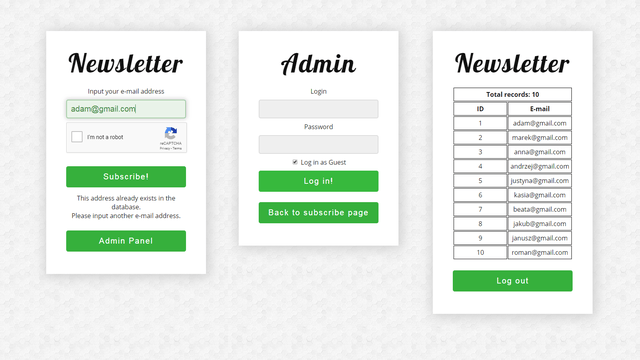 Newsletter
Input your e-mail address
adam@gmail.com
I'm not a robot
reCAPTCHA
Privacy - Terms
Subscribe!
This address already exists in the
database.
Please input another e-mail address.
Admin Panel
Admin
Login
Password
Log in as Guest
Log in!
Back to subscribe page
Newsletter
Total records: 10
ID E-mail
1 adam@gmail.com
2 marek@gmail.com
3 anna@gmail.com
4 andrzej@gmail.com
5 justyna@gmail.com
6 kasia@gmail.com
7 beata@gmail.com
8 jakub@gmail.com
9 janusz@gmail.com
10 roman@gmail.com
Log out